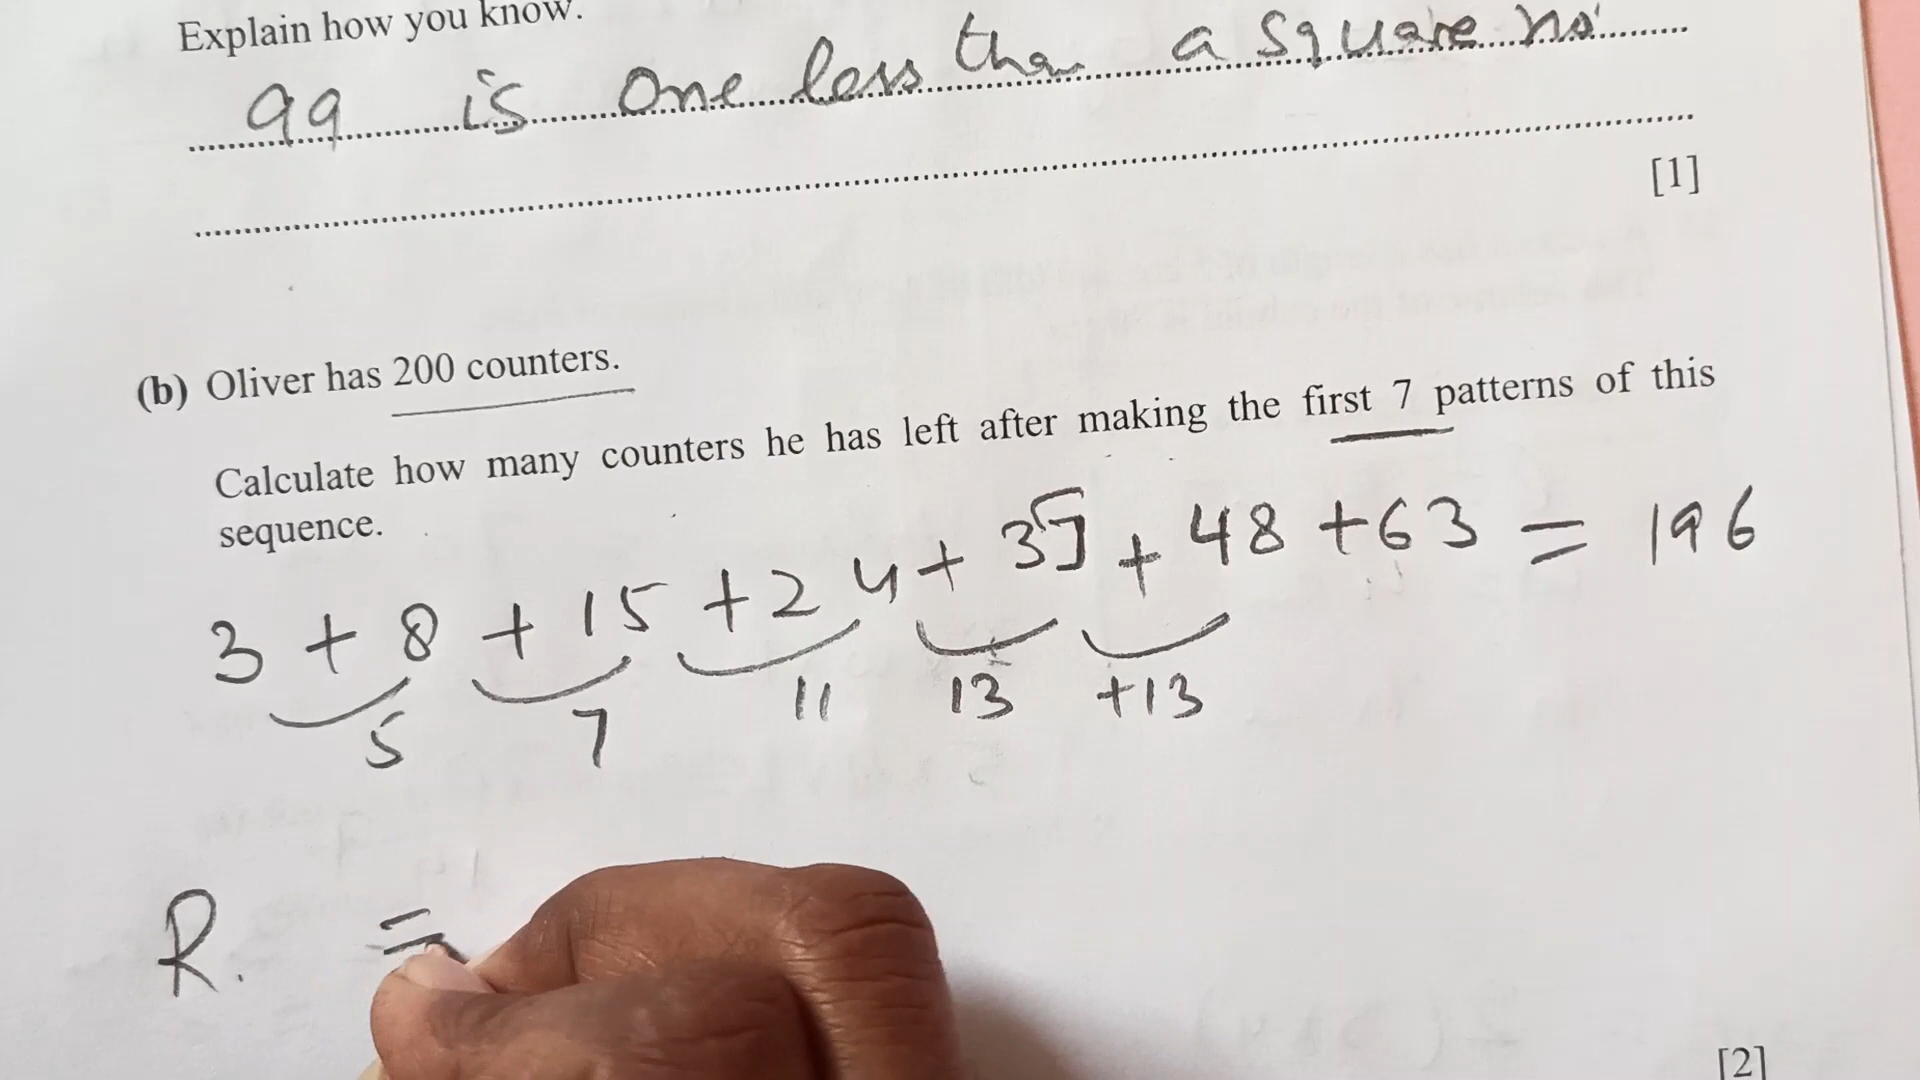 Explain how you know.
99 is one less than a square no
[1]
(b) Oliver has 200 counters.
Calculate how many counters he has left after making the first 7 patterns of this
sequence.
3 + 8 + 15 + 24 + 35 + 48 + 63 = 196
5 7 11 13 +13
R. =
[2]